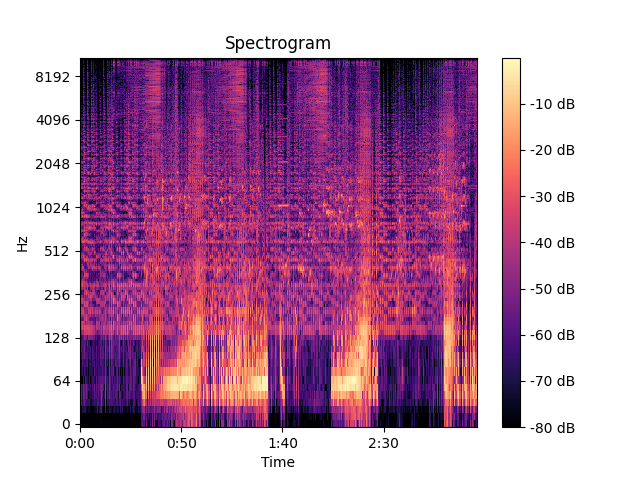 Spectrogram
8192
4096
2048
1024
512
256
128
64
0
Hz
0:00
0:50
1:40
2:30
Time
-10 dB
-20 dB
-30 dB
-40 dB
-50 dB
-60 dB
-70 dB
-80 dB